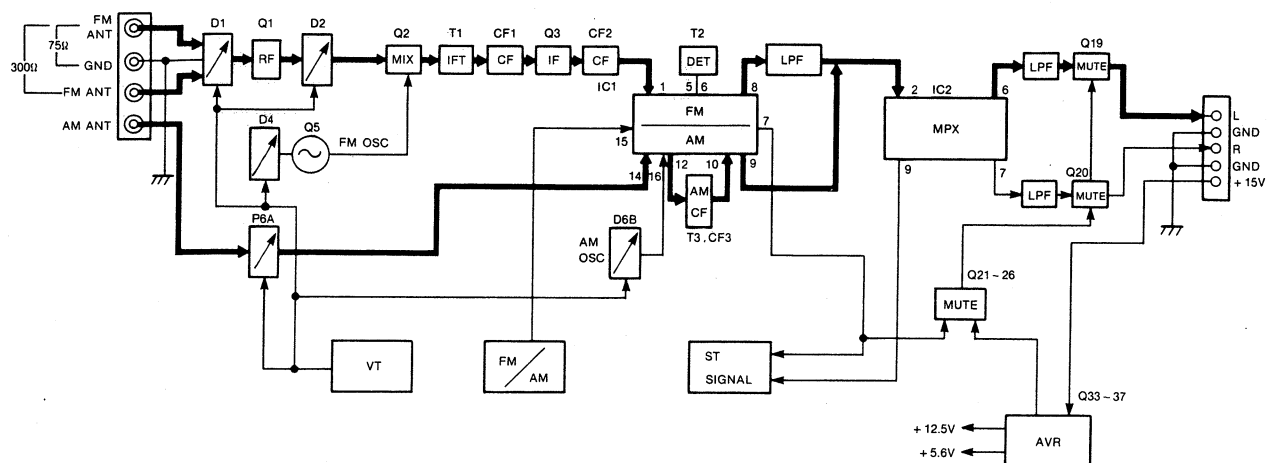 FM
ANT
75Ω
300Ω
GND
FM ANT
AM ANT
D1
Q1
RF
D2
Q2
MIX
T1
IFT
CF1
CF
Q3
IF
CF2
CF
IC1
T2
DET
LPF
1
5
6
8
FM
AM
15
7
14
16
12
10
9
AM
CF
T3, CF3
D4
Q5
FM OSC
P6A
D6B
AM
OSC
VT
FM
AM
ST
SIGNAL
2
IC2
6
MPX
9
7
LPF
Q19
MUTE
LPF
Q20
MUTE
L
GND
R
GND
+ 15V
Q21~26
MUTE
Q33~37
AVR
+ 12.5V
+ 5.6V